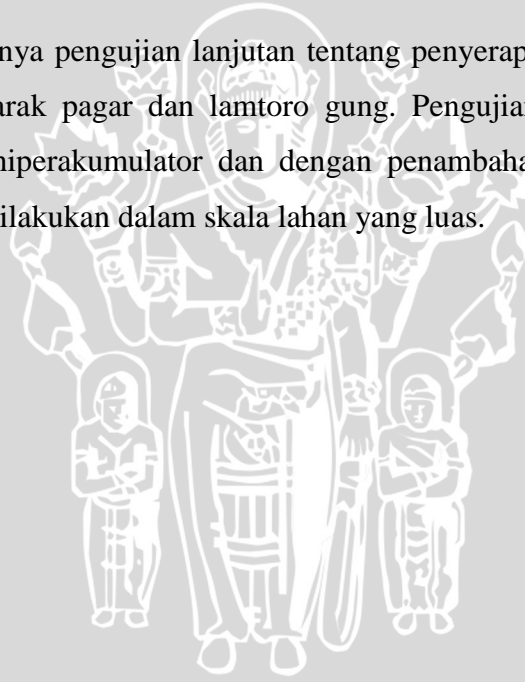 nya pengujian lanjutan tentang penyerap
arak pagar dan lamtoro gung. Pengujian
hiperakumulator dan dengan penambaha
ilakukan dalam skala lahan yang luas.